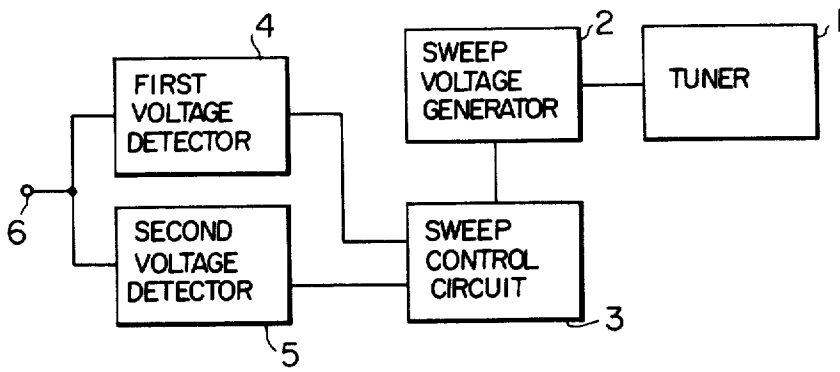 4
FIRST
VOLTAGE
DETECTOR
2
SWEEP
VOLTAGE
GENERATOR
1
TUNER
6
SECOND
VOLTAGE
DETECTOR
5
SWEEP
CONTROL
CIRCUIT
3